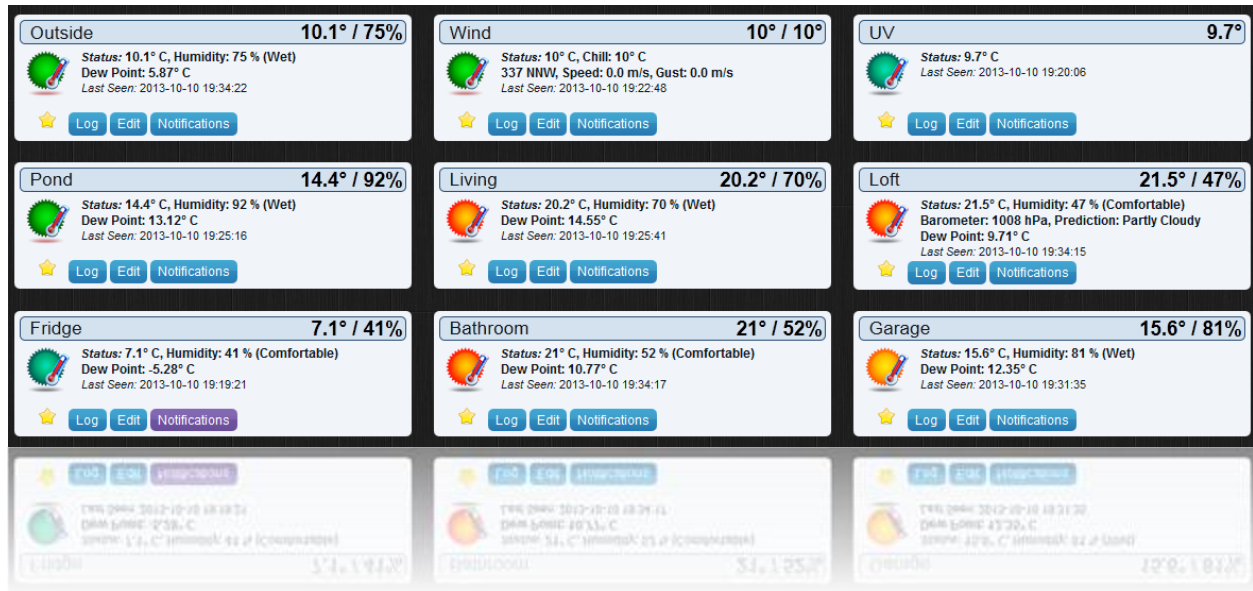 Outside 10.1° / 75%
Status: 10.1° C, Humidity: 75 % (Wet)
Dew Point: 5.87° C
Last Seen: 2013-10-10 19:34:22
Log Edit Notifications
Wind 10° / 10°
Status: 10° C, Chill: 10° C
337 NNW, Speed: 0.0 m/s, Gust: 0.0 m/s
Last Seen: 2013-10-10 19:22:48
Log Edit Notifications
UV 9.7°
Status: 9.7° C
Last Seen: 2013-10-10 19:20:06
Log Edit Notifications
Pond 14.4° / 92%
Status: 14.4° C, Humidity: 92 % (Wet)
Dew Point: 13.12° C
Last Seen: 2013-10-10 19:25:16
Log Edit Notifications
Living 20.2° / 70%
Status: 20.2° C, Humidity: 70 % (Wet)
Dew Point: 14.55° C
Last Seen: 2013-10-10 19:25:41
Log Edit Notifications
Loft 21.5° / 47%
Status: 21.5° C, Humidity: 47 % (Comfortable)
Barometer: 1008 hPa, Prediction: Partly Cloudy
Dew Point: 9.71° C
Last Seen: 2013-10-10 19:34:15
Log Edit Notifications
Fridge 7.1° / 41%
Status: 7.1° C, Humidity: 41 % (Comfortable)
Dew Point: -5.28° C
Last Seen: 2013-10-10 19:19:21
Log Edit Notifications
Bathroom 21° / 52%
Status: 21° C, Humidity: 52 % (Comfortable)
Dew Point: 10.77° C
Last Seen: 2013-10-10 19:34:17
Log Edit Notifications
Garage 15.6° / 81%
Status: 15.6° C, Humidity: 81 % (Wet)
Dew Point: 12.35° C
Last Seen: 2013-10-10 19:31:35
Log Edit Notifications